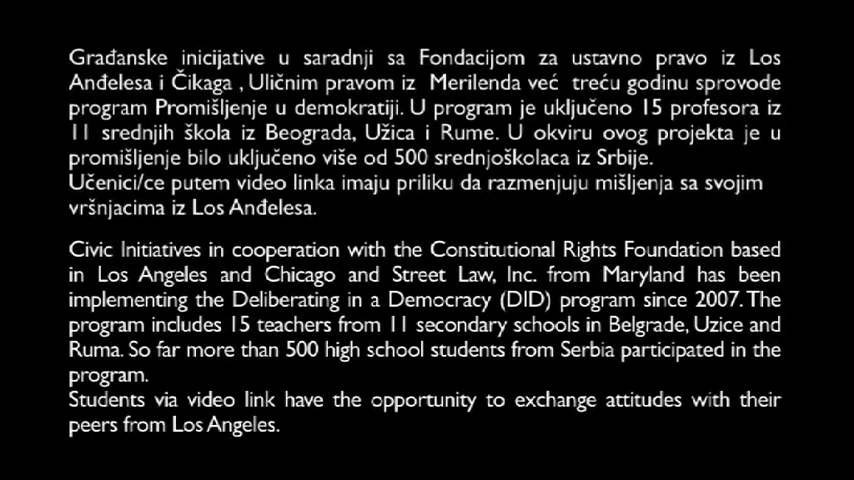 Građanske inicijative u saradnji sa Fondacijom za ustavno pravo iz Los
Anđelesa i Čikaga , Uličnim pravom iz Merilenda već treću godinu sprovode
program Promišljenje u demokratiji. U program je uključeno 15 profesora iz
11 srednjih škola iz Beograda, Užica i Rume. U okviru ovog projekta je u
promišljenje bilo uključeno više od 500 srednjoškolaca iz Srbije.
Učenici/ce putem video linka imaju priliku da razmenjuju mišljenja sa svojim
vršnjacima iz Los Anđelesa.
Civic Initiatives in cooperation with the Constitutional Rights Foundation based
in Los Angeles and Chicago and Street Law, Inc. from Maryland has been
implementing the Deliberating in a Democracy (DID) program since 2007. The
program includes 15 teachers from 11 secondary schools in Belgrade, Uzice and
Ruma. So far more than 500 high school students from Serbia participated in the
program.
Students via video link have the opportunity to exchange attitudes with their
peers from Los Angeles.